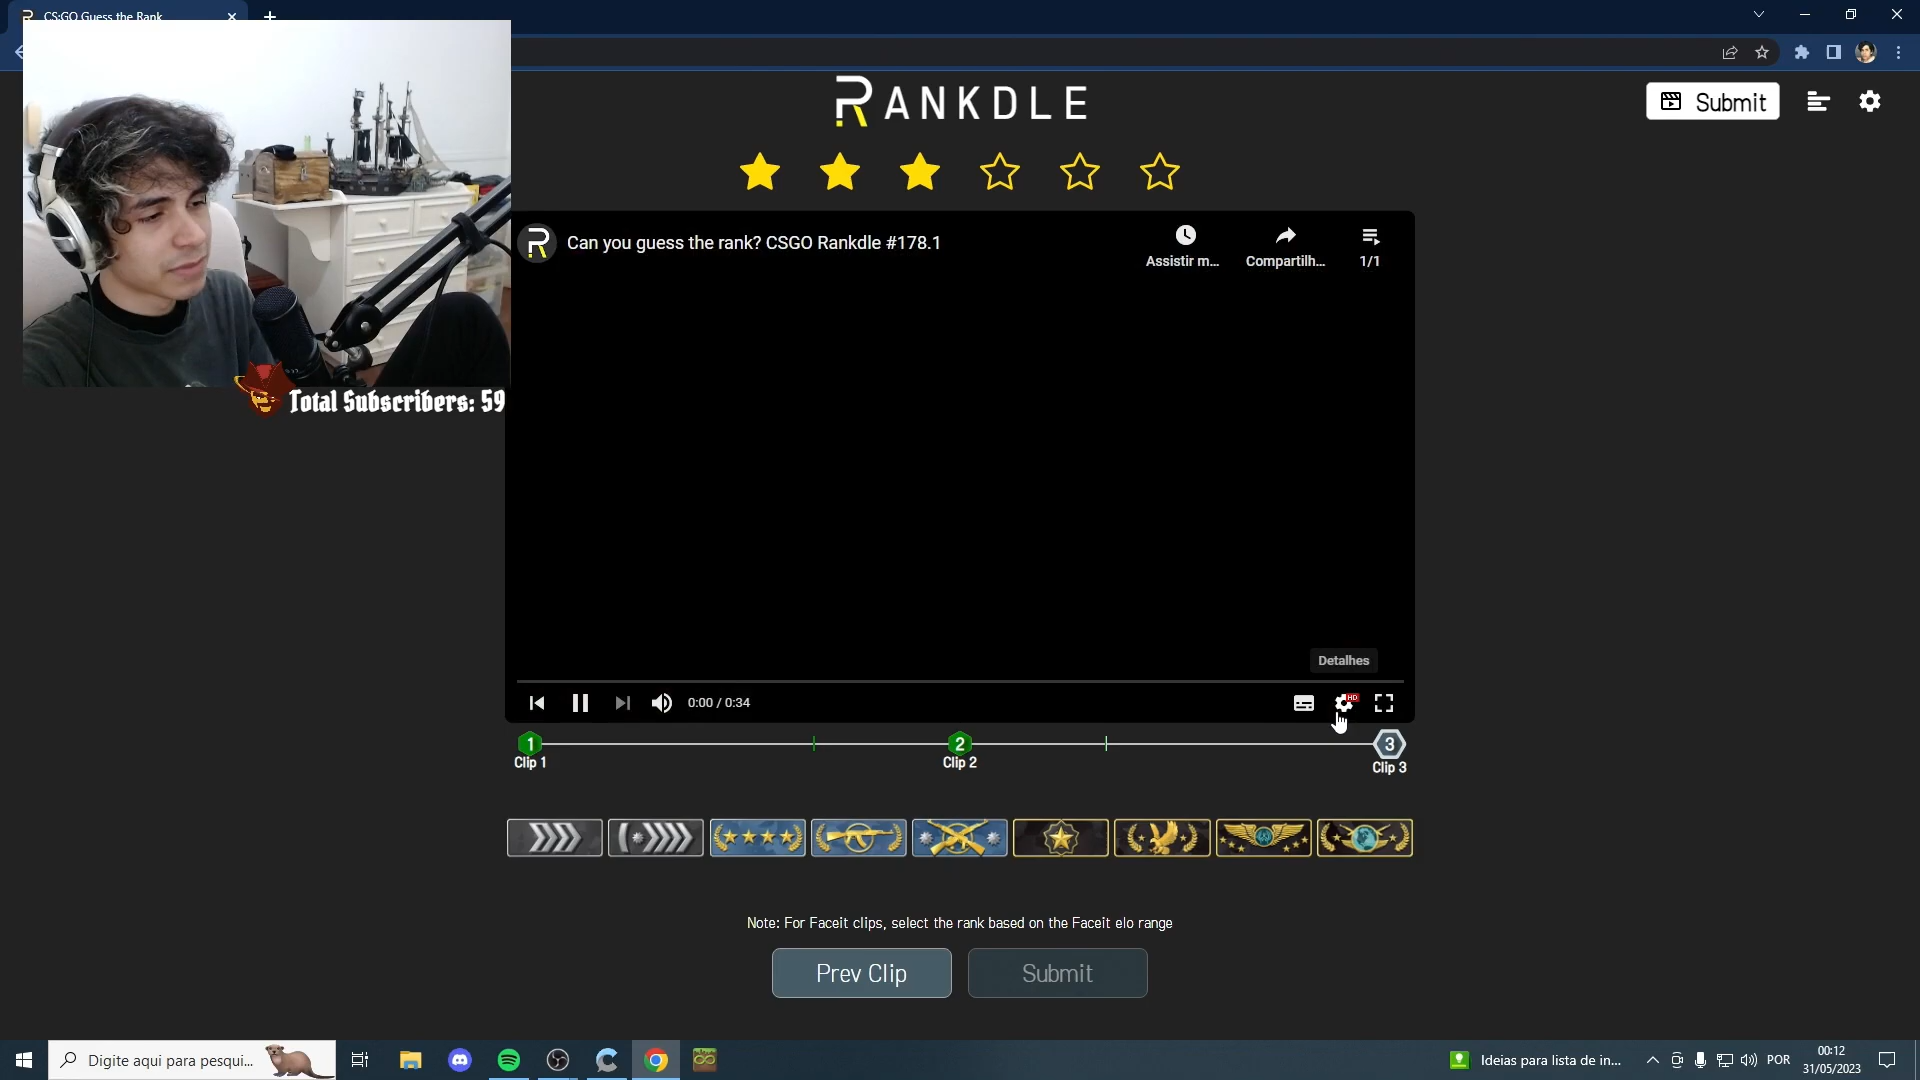 CS:GO Guess the Rank
RANKDLE
Submit
Can you guess the rank? CSGO Rankdle #178.1
Assistir m...
Compartilh...
1/1
Total Subscribers: 59
Detalhes
0:00 / 0:34
HD
1
2
3
Clip 1
Clip 2
Clip 3
Note: For Faceit clips, select the rank based on the Faceit elo range
Prev Clip
Submit
Digite aqui para pesqui...
Ideias para lista de in...
POR
00:12
31/05/2023